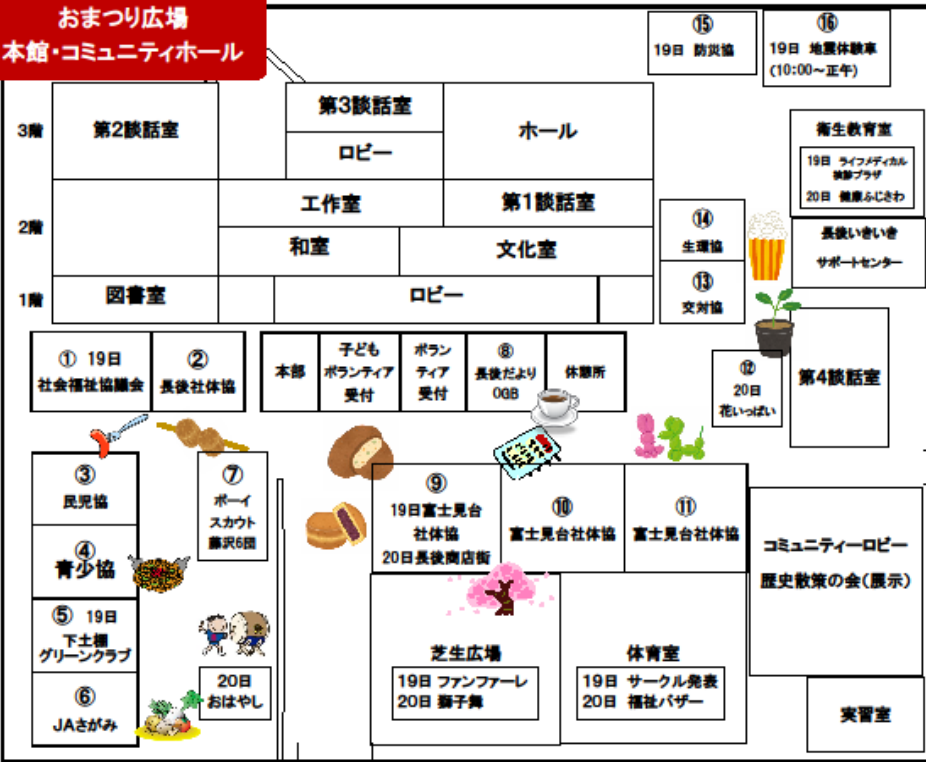 おまつり広場
本館・コミュニティホール
⑮
19日 防災協
⑯
19日 地震体験車
(10:00～正午)
3階
第2談話室
第3談話室
ロビー
ホール
衛生教育室
19日 ライフメディカル
検診プラザ
20日 健康ふじさわ
2階
工作室
第1談話室
和室
文化室
⑭
生環協
長後いきいき
サポートセンター
1階
図書室
ロビー
⑬
交対協
① 19日
社会福祉協議会
②
長後社体協
本部
子ども
ボランティア
受付
ボラン
ティア
受付
⑧
長後だより
OGB
休憩所
⑫
20日
花いっぱい
第4談話室
③
民児協
④
青少協
⑤ 19日
下土棚
グリーンクラブ
⑥
JAさがみ
⑦
ボーイ
スカウト
藤沢6団
20日
おはやし
⑨
19日富士見台
社体協
20日長後商店街
⑩
富士見台社体協
⑪
富士見台社体協
コミュニティーロビー
歴史散策の会(展示)
芝生広場
19日 ファンファーレ
20日 獅子舞
体育室
19日 サークル発表
20日 福祉バザー
実習室